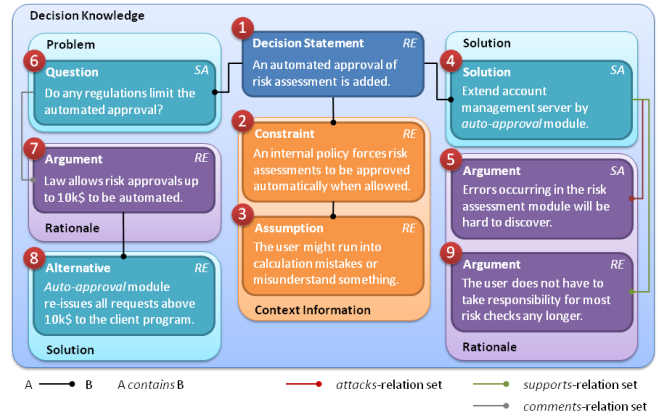 Decision Knowledge
Problem
6
Question
SA
Do any regulations limit the
automated approval?
7
Argument
RE
Law allows risk approvals up
to 10k$ to be automated.
Rationale
8
Alternative
RE
Auto-approval module
re-issues all requests above
10k$ to the client program.
Solution
1
Decision Statement
RE
An automated approval of
risk assessment is added.
2
Constraint
RE
An internal policy forces risk
assessments to be approved
automatically when allowed.
3
Assumption
RE
The user might run into
calculation mistakes or
misunderstand something.
Context Information
Solution
4
Solution
SA
Extend account
management server by
auto-approval module.
5
Argument
SA
Errors occurring in the risk
assessment module will be
hard to discover.
9
Argument
RE
The user does not have to
take responsibility for most
risk checks any longer.
Rationale
A B A contains B
attacks-relation set
supports-relation set
comments-relation set